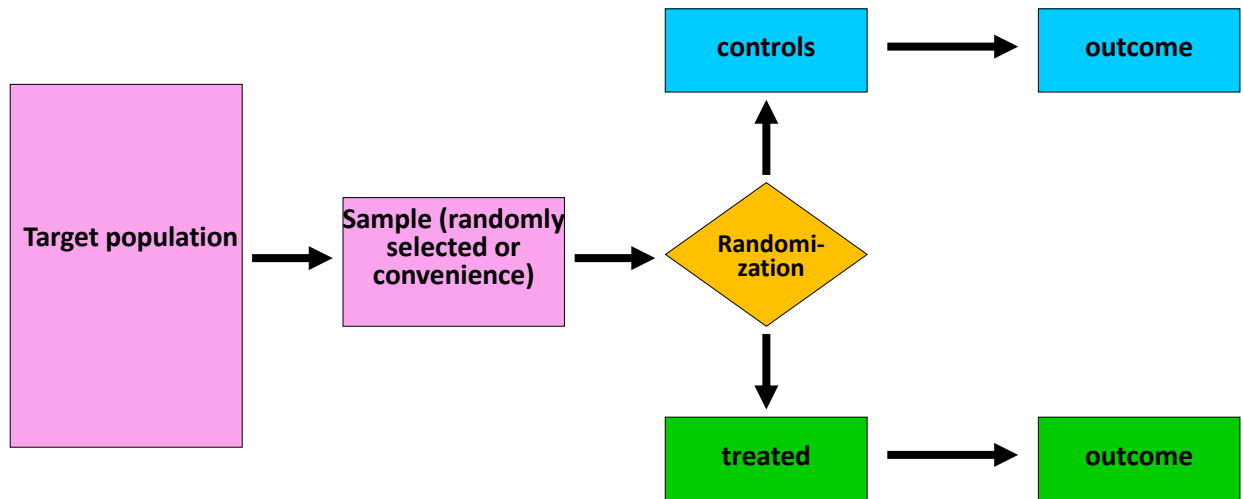 controls
outcome
Target population
Sample (randomly
selected or
convenience)
Randomi-
zation
treated
outcome